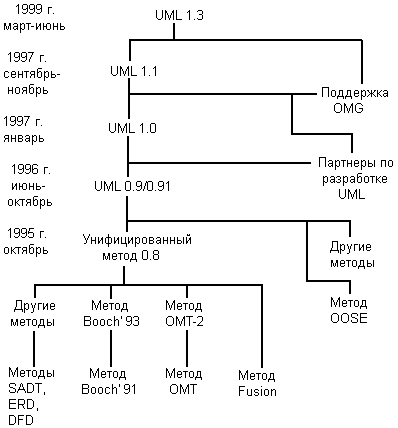 1999 г.
март-июнь
UML 1.3
1997 г.
сентябрь-
ноябрь
UML 1.1
Поддержка
OMG
1997 г.
январь
UML 1.0
Партнеры по
разработке
UML
1996 г.
июнь-
октябрь
UML 0.9/0.91
1995 г.
октябрь
Унифицированный
метод 0.8
Другие
методы
Метод
OOSE
Другие
методы
Метод
Booch' 93
Метод
OMT-2
Методы
SADT,
ERD,
DFD
Метод
Booch' 91
Метод
OMT
Метод
Fusion